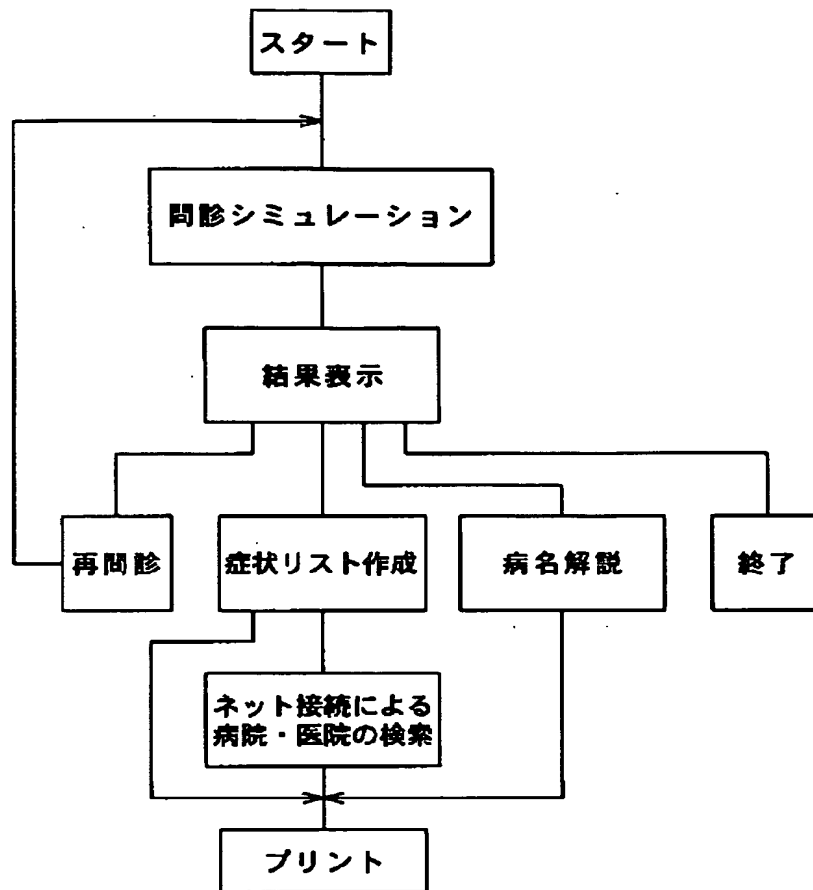 スタート
問診シミュレーション
結果表示
再問診
症状リスト作成
病名解説
終了
ネット接続による
病院・医院の検索
プリント